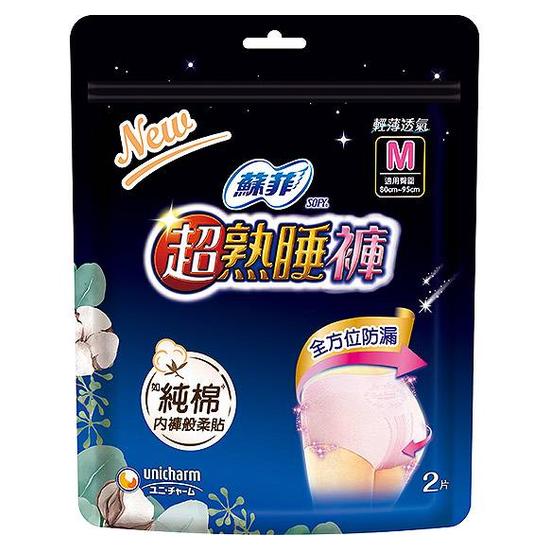 New
輕薄透氣
M
適用臀圍
80cm~95cm
蘇菲
SOFY
超熟睡褲
全方位防漏
如純棉*
內褲般柔貼
unicharm
ユニ・チャーム
2片